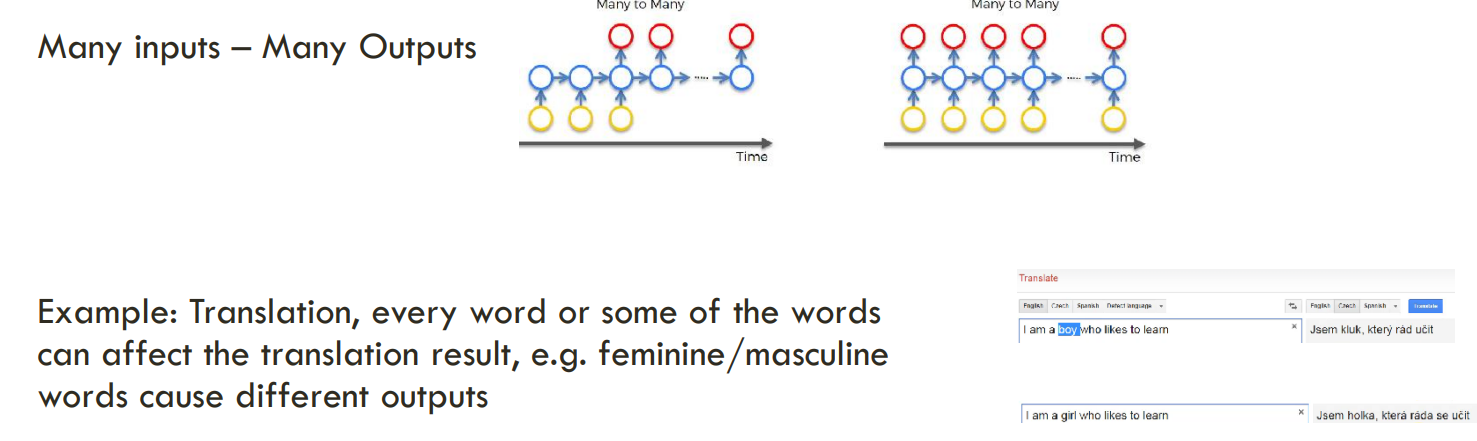 Many to Many
Many to Many
Many inputs – Many Outputs
Time
Time
Example: Translation, every word or some of the words
can affect the translation result, e.g. feminine/masculine
words cause different outputs
Translate
English Czech Spanish Detect language
English Czech Spanish Translate
I am a boy who likes to learn
Jsem kluk, který rád učit
I am a girl who likes to learn
Jsem holka, která ráda se učit